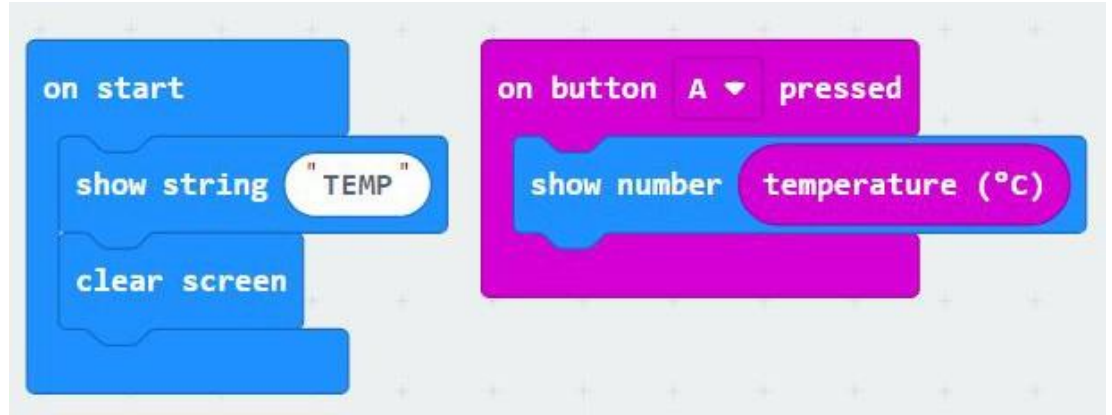 on start
show string "TEMP"
clear screen
on button A pressed
show number temperature (°C)